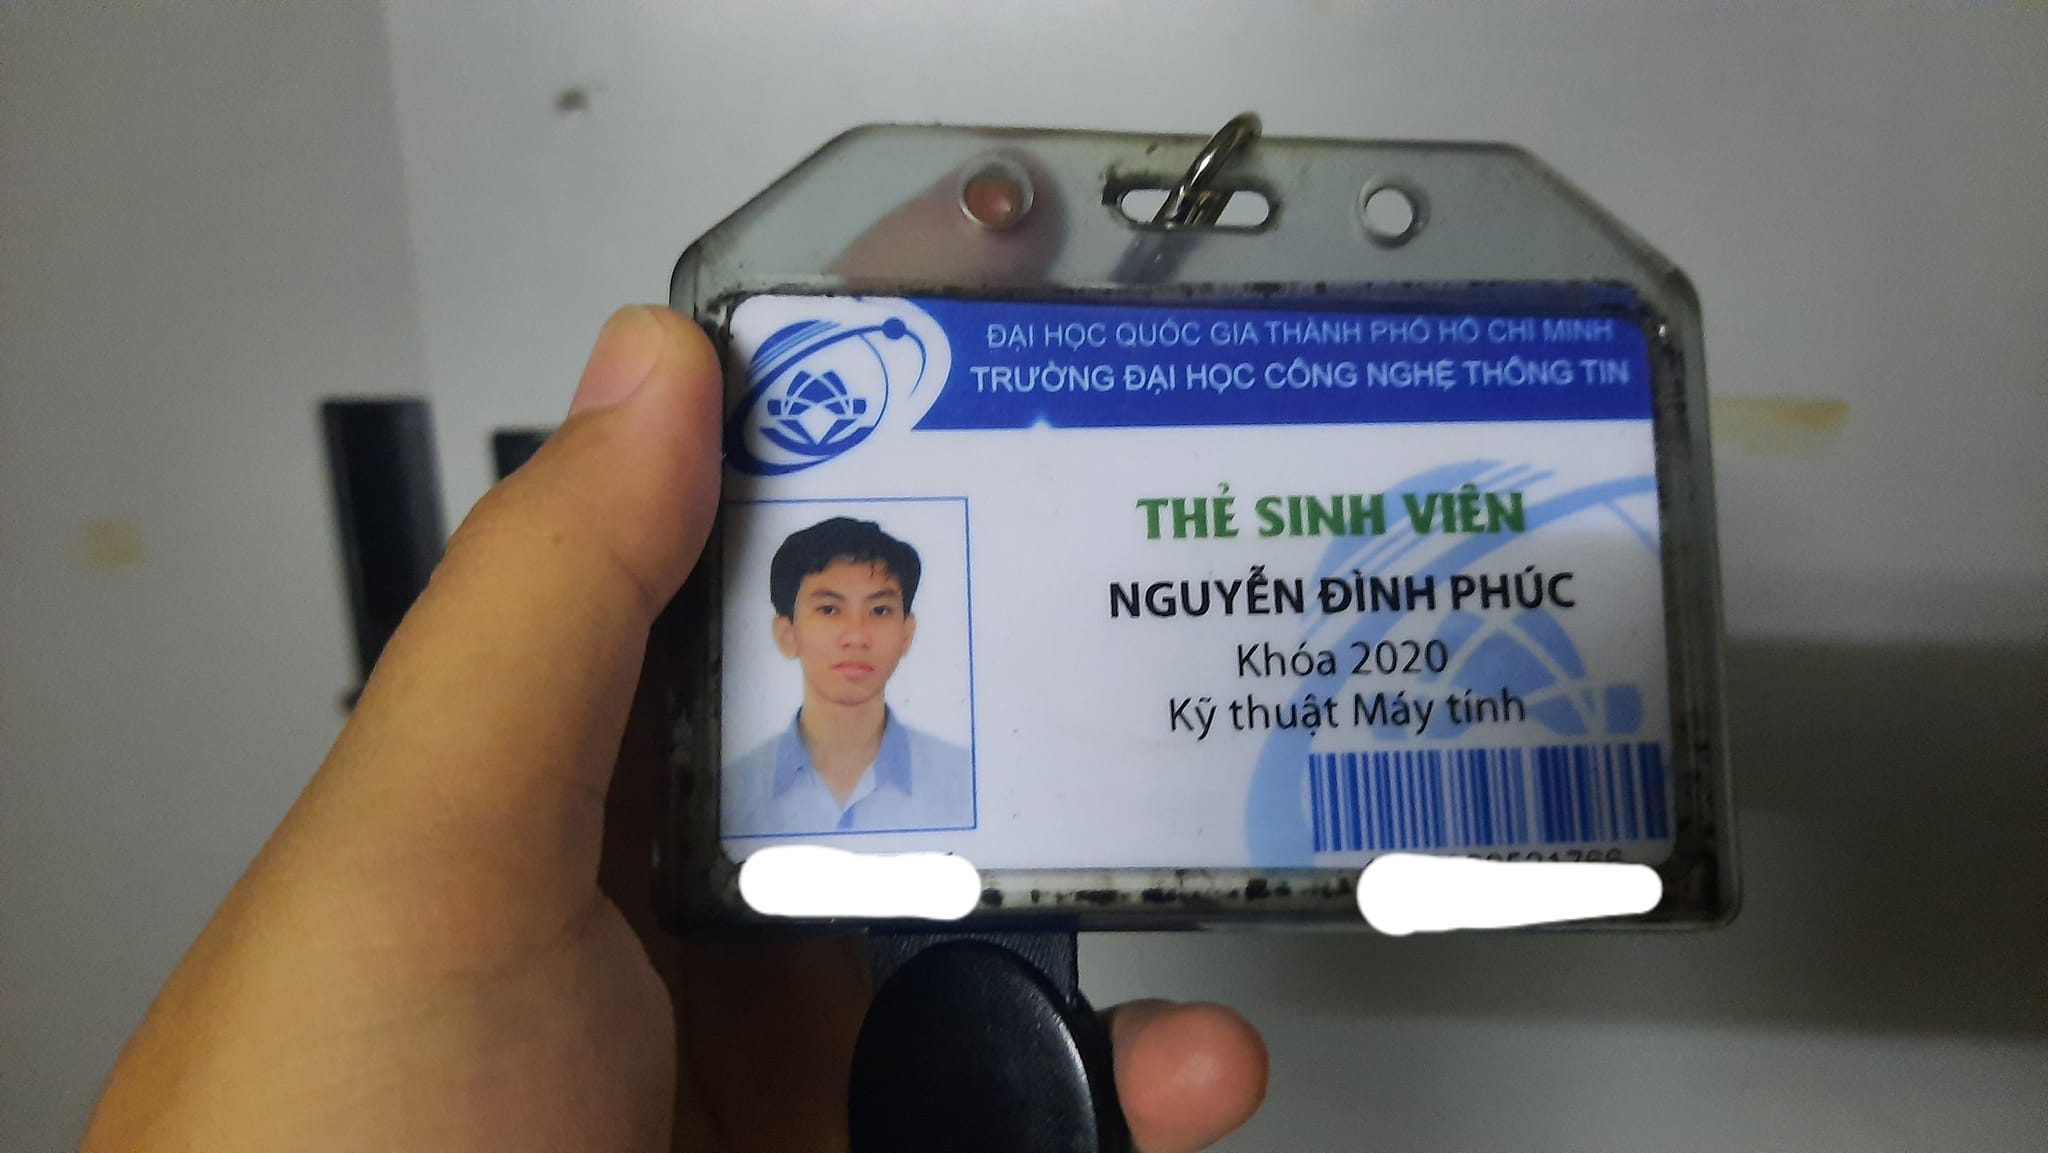 ĐẠI HỌC QUỐC GIA THÀNH PHỐ HỒ CHÍ MINH
TRƯỜNG ĐẠI HỌC CÔNG NGHỆ THÔNG TIN
THẺ SINH VIÊN
NGUYỄN ĐÌNH PHÚC
Khóa 2020
Kỹ thuật Máy tính